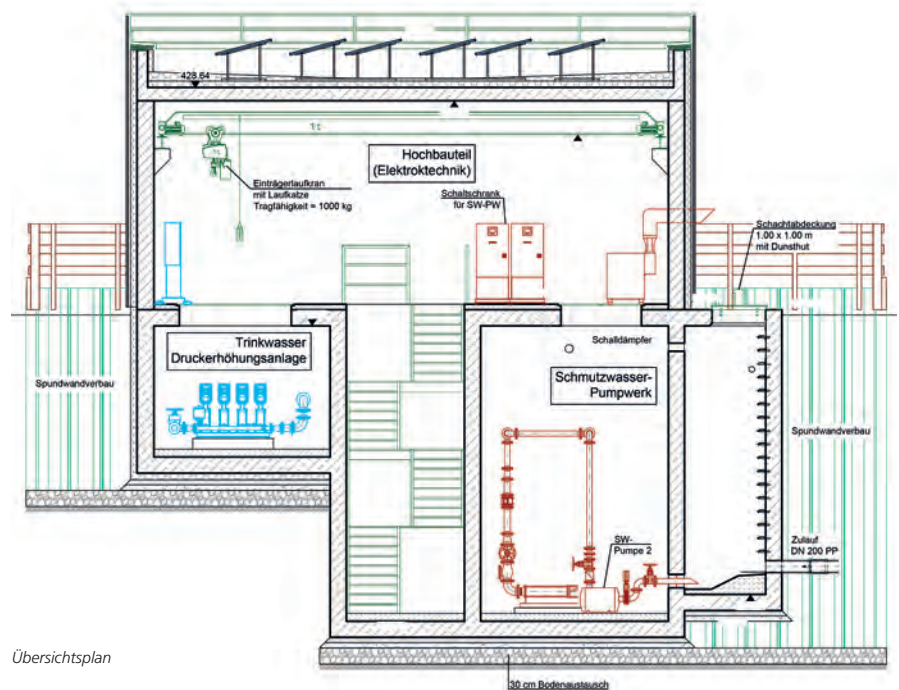 428.64
1t
Hochbauteil
(Elektroktechnik)
Einträgerlaufkran
mit Laufkatze
Tragfähigkeit = 1000 kg
Schaltschrank
für SW-PW
Schachtabdeckung
1.00 x 1.00 m
mit Dunsthut
Trinkwasser
Druckerhöhungsanlage
Schalldämpfer
Schmutzwasser-
Pumpwerk
Spundwandverbau
Spundwandverbau
SW-
Pumpe 2
Zulauf
DN 200 PP
Übersichtsplan
30 cm Bodenaustausch